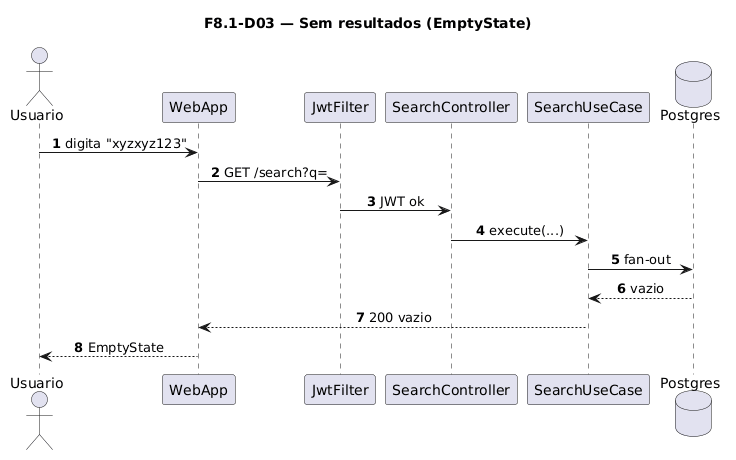 F8.1-D03 — Sem resultados (EmptyState)
Usuario
WebApp
JwtFilter
SearchController
SearchUseCase
Postgres
1 digita "xyzxyz123"
2 GET /search?q=
3 JWT ok
4 execute(...)
5 fan-out
6 vazio
7 200 vazio
8 EmptyState
Usuario
WebApp
JwtFilter
SearchController
SearchUseCase
Postgres